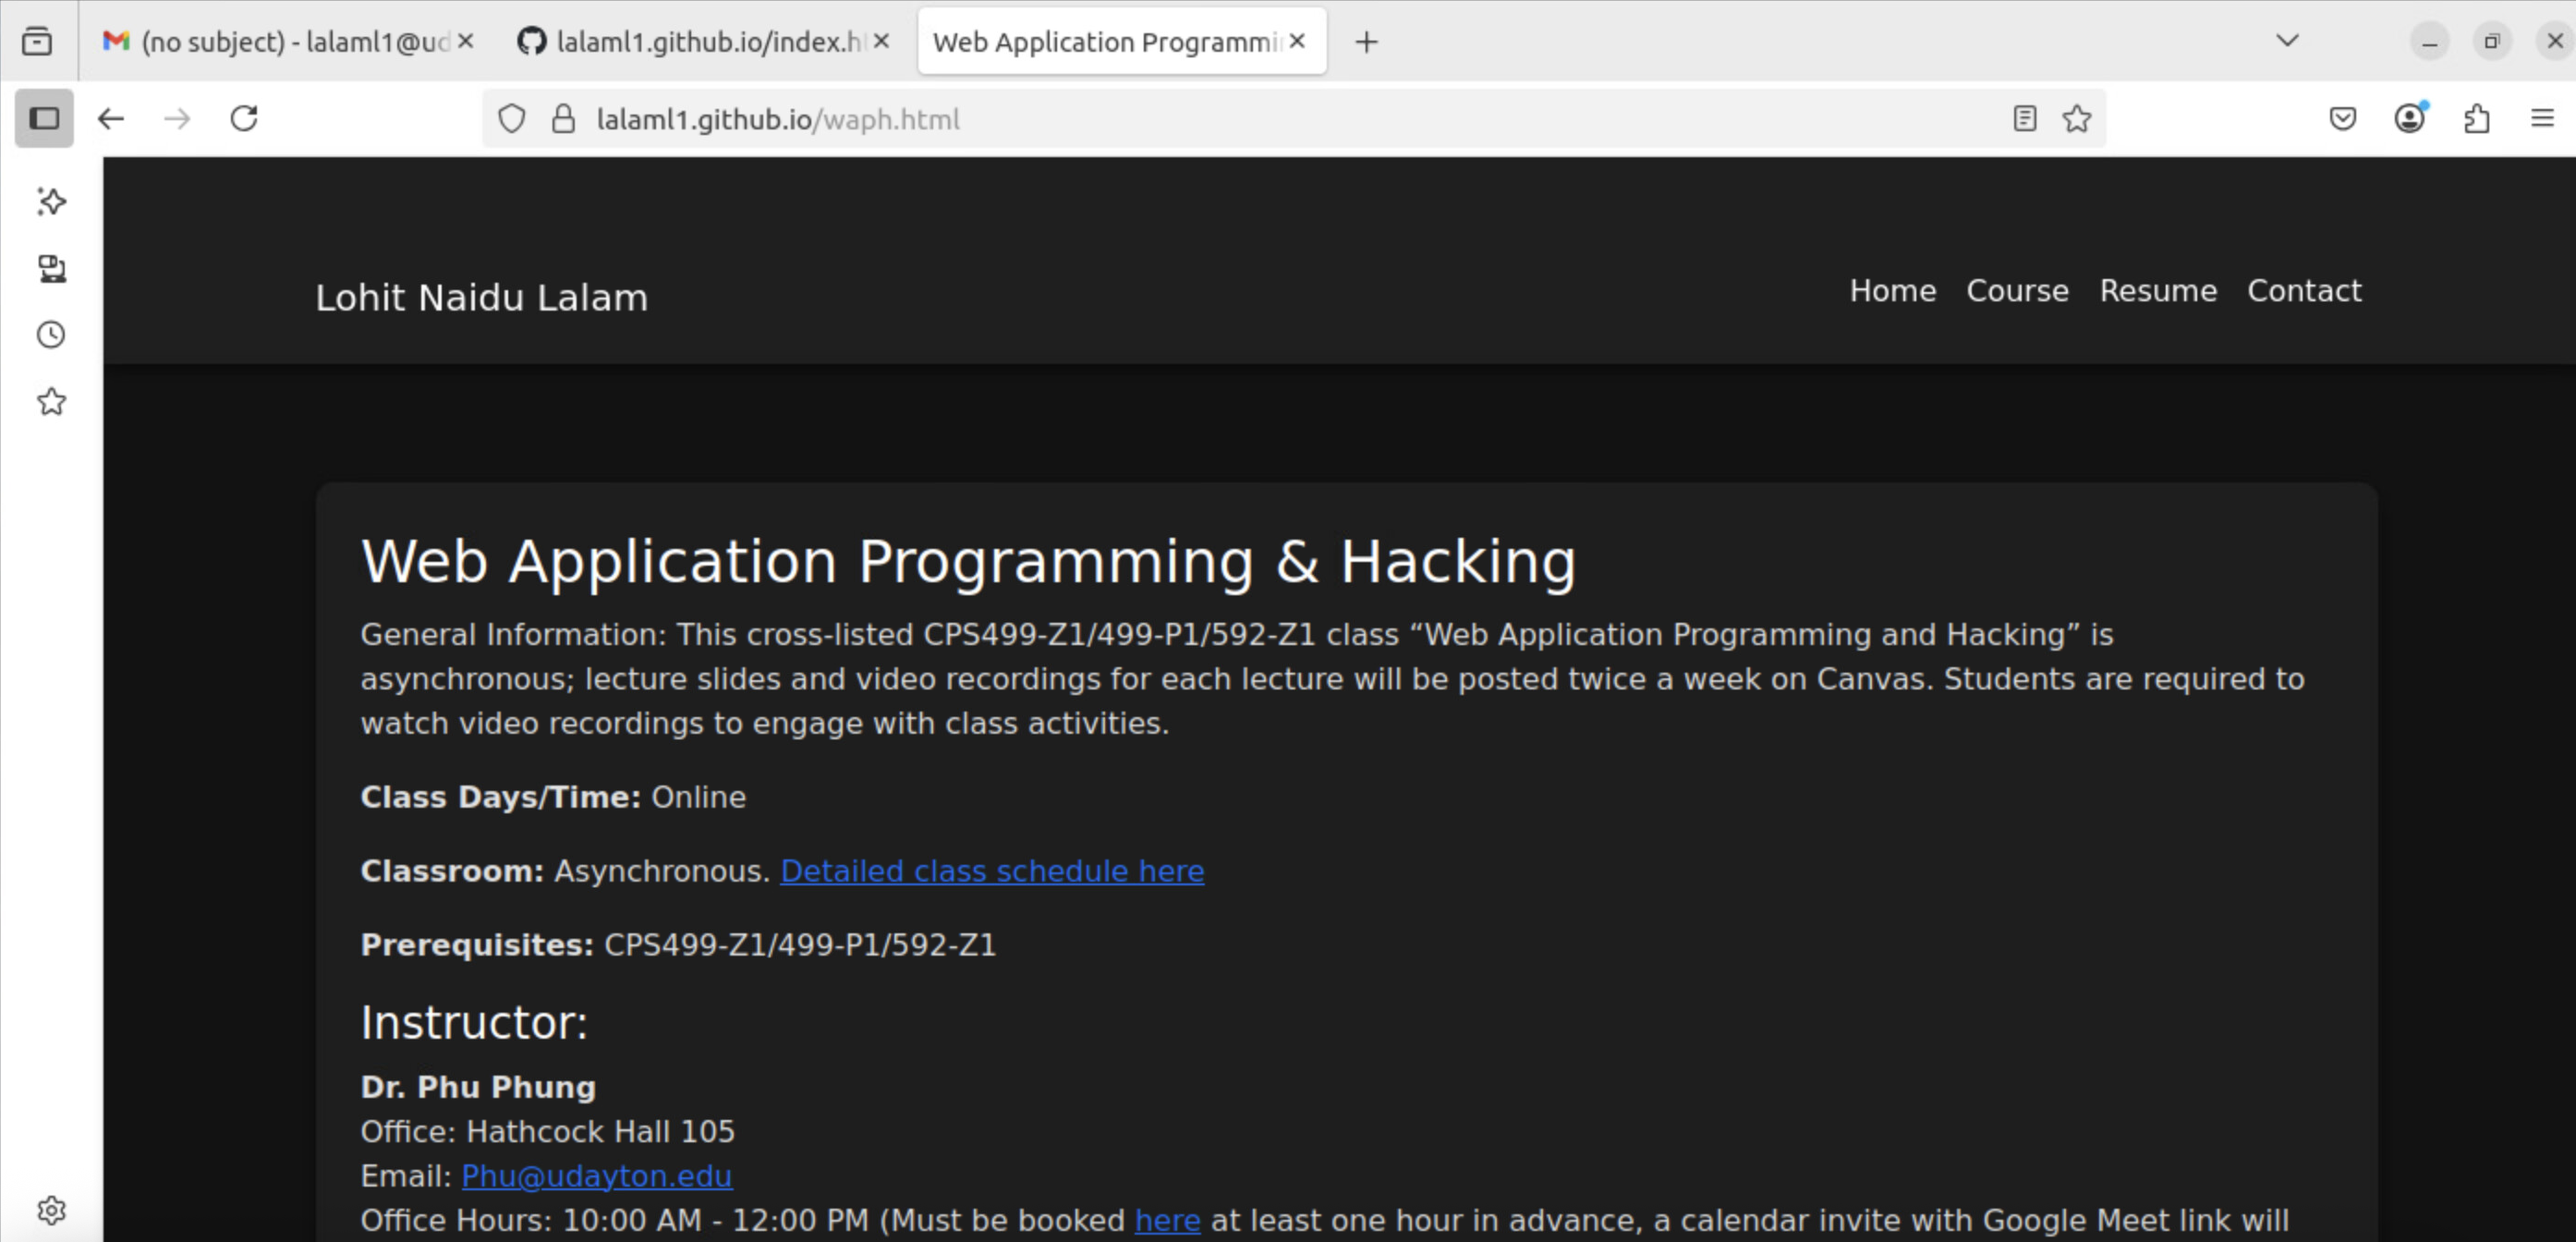 (no subject) - lalaml1@ud
lalaml1.github.io/index.h
Web Application Programmi
lalaml1.github.io/waph.html
Lohit Naidu Lalam
Home Course Resume Contact
Web Application Programming & Hacking
General Information: This cross-listed CPS499-Z1/499-P1/592-Z1 class “Web Application Programming and Hacking” is
asynchronous; lecture slides and video recordings for each lecture will be posted twice a week on Canvas. Students are required to
watch video recordings to engage with class activities.
Class Days/Time: Online
Classroom: Asynchronous. Detailed class schedule here
Prerequisites: CPS499-Z1/499-P1/592-Z1
Instructor:
Dr. Phu Phung
Office: Hathcock Hall 105
Email: Phu@udayton.edu
Office Hours: 10:00 AM - 12:00 PM (Must be booked here at least one hour in advance, a calendar invite with Google Meet link will